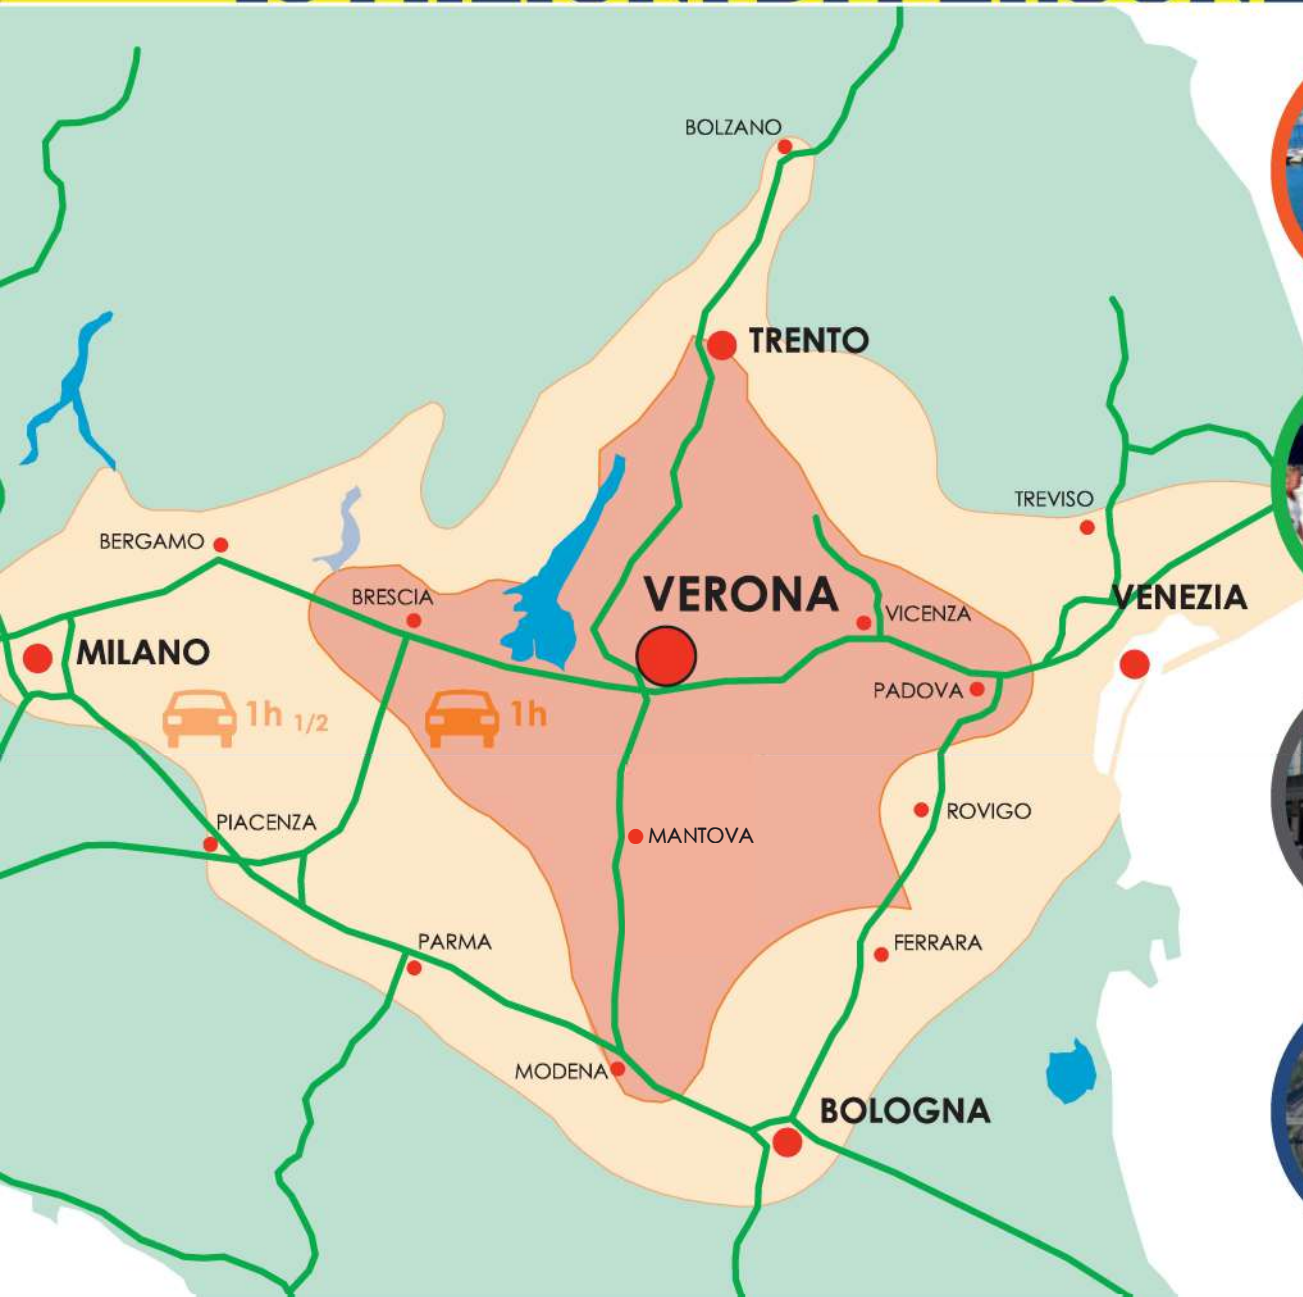 BOLZANO
TRENTO
TREVISO
BERGAMO
BRESCIA
VERONA
VENEZIA
VICENZA
MILANO
PADOVA
1h 1/2
1h
PIACENZA
ROVIGO
MANTOVA
PARMA
FERRARA
MODENA
BOLOGNA